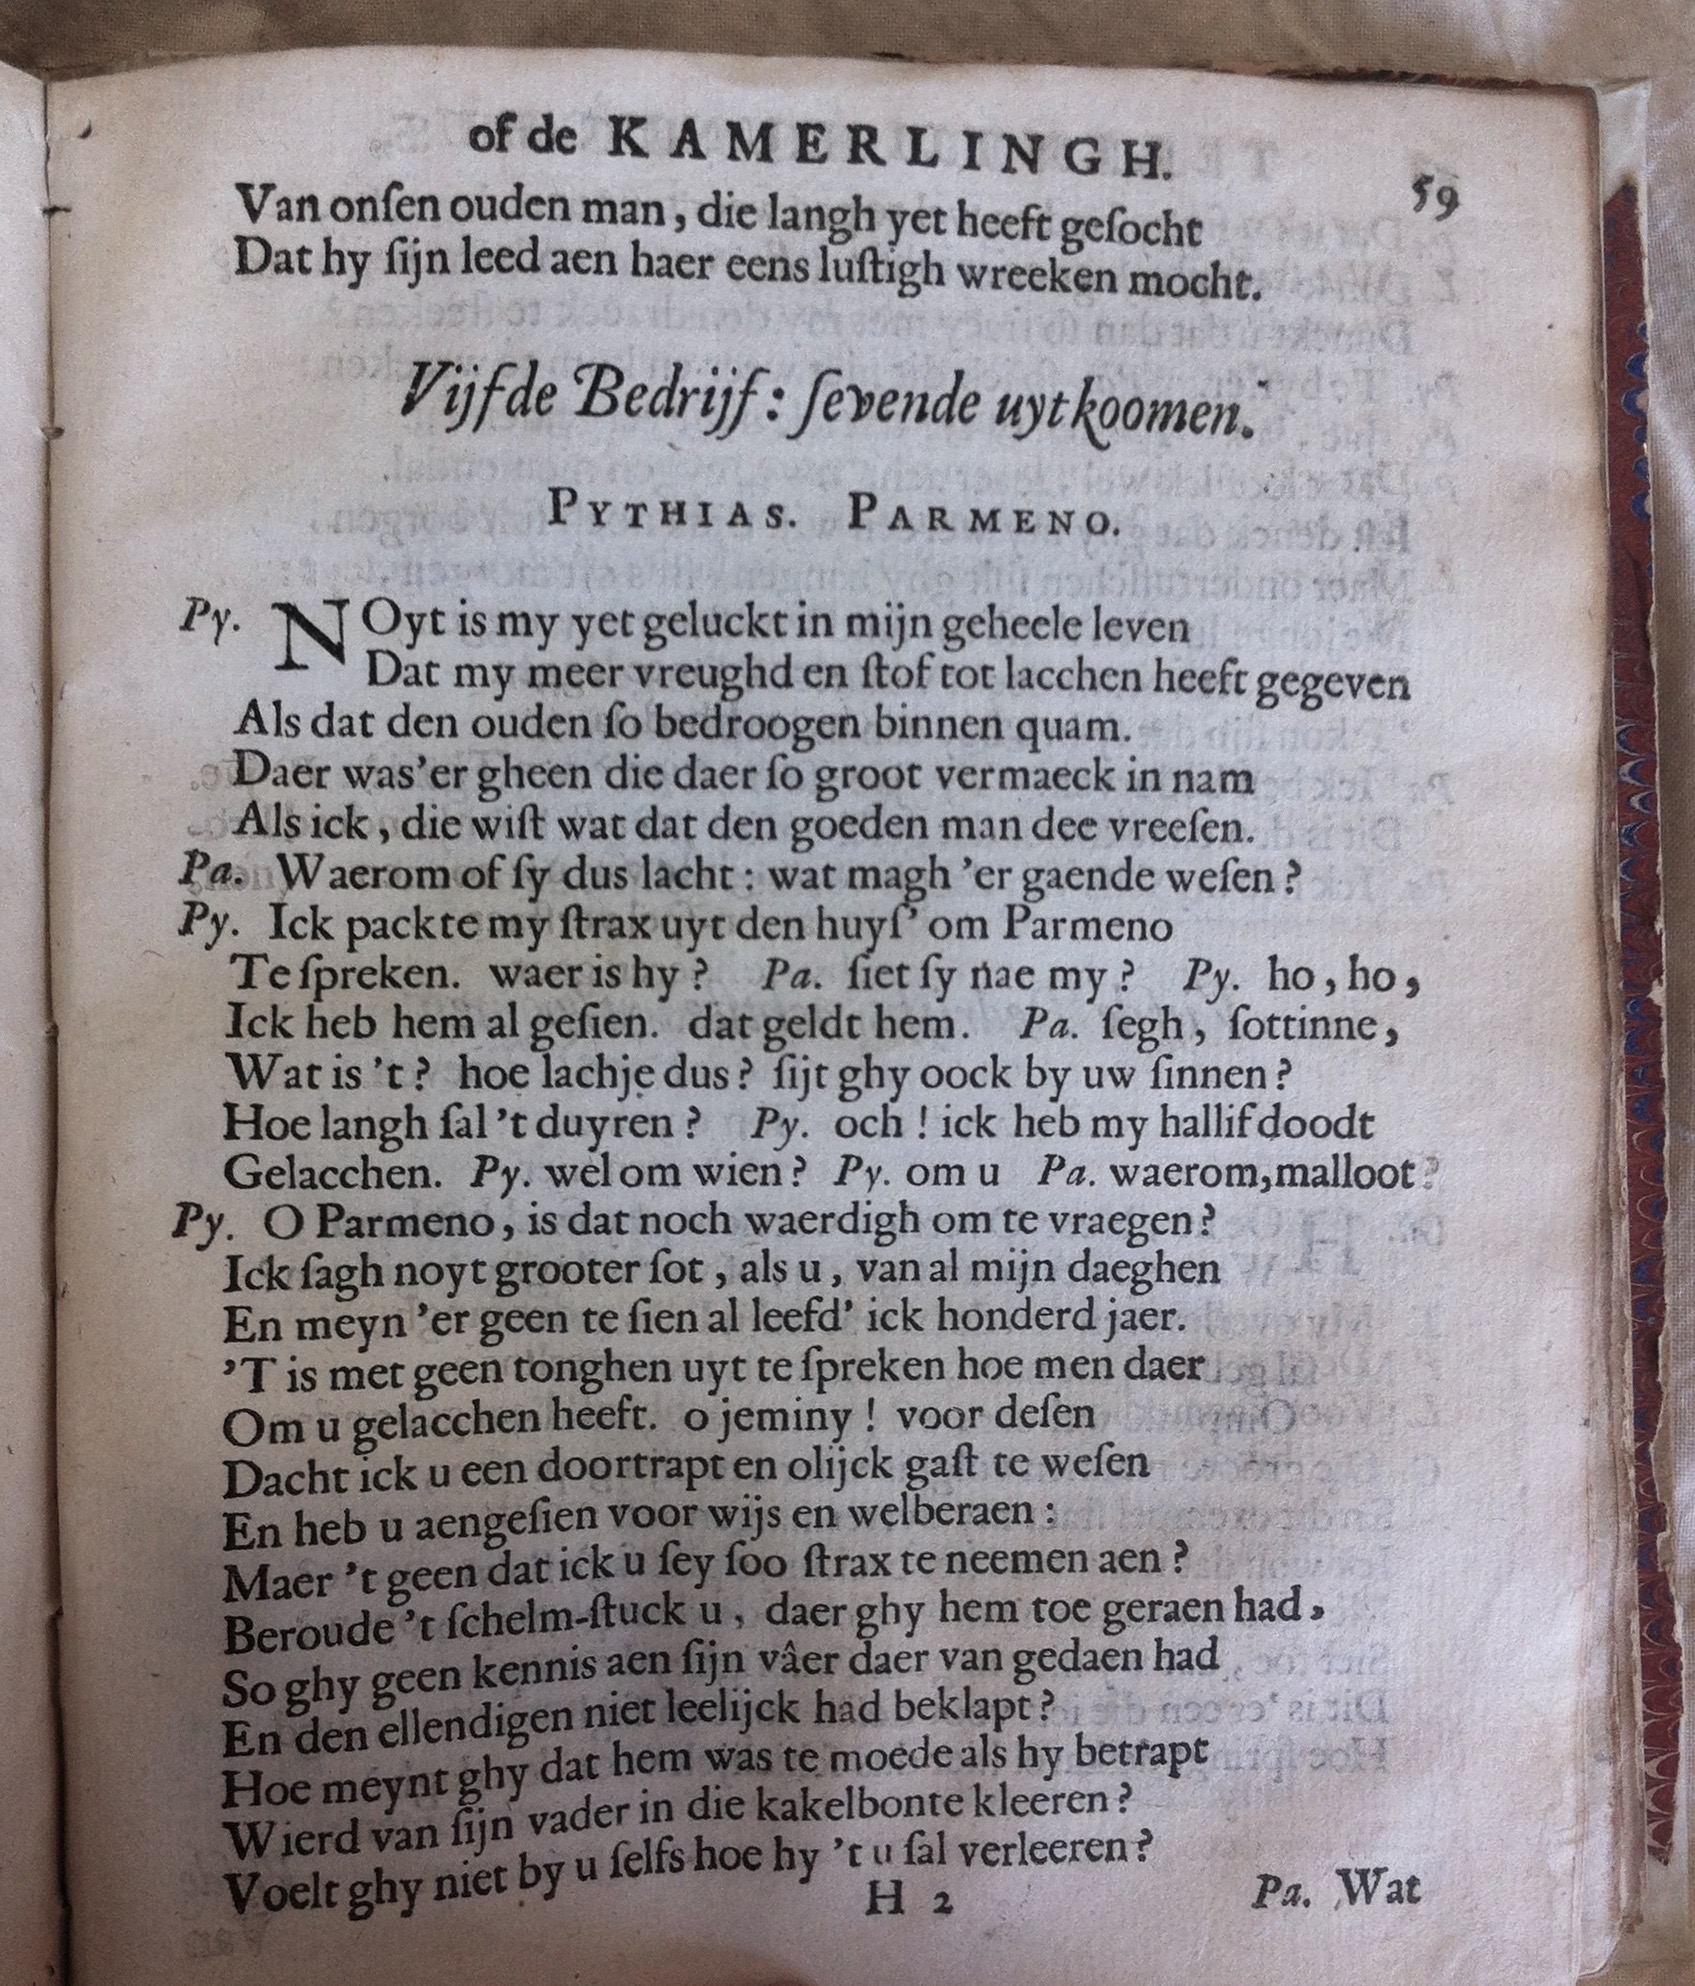 of de KAMERLINGH.
59
Van onſen ouden man, die langh yet heeft geſocht
Dat hy ſijn leed aen haer eens luſtigh wreeken mocht.
Vijfde Bedrijf: ſevende uytkoomen.
PYTHIAS. PARMENO.
Py. NOyt is my yet geluckt in mijn geheele leven
Dat my meer vreughd en ſtof tot lacchen heeft gegeven
Als dat den ouden ſo bedroogen binnen quam.
Daer was'er gheen die daer ſo groot vermaeck in nam
Als ick, die wiſt wat dat den goeden man dee vreeſen.
Pa. Waerom of ſy dus lacht: wat magh 'er gaende weſen?
Py. Ick packte my ſtrax uyt den huyſ' om Parmeno
Te ſpreken. waer is hy? Pa. ſiet ſy nae my? Py. ho, ho,
Ick heb hem al geſien. dat geldt hem. Pa. ſegh, ſottinne,
Wat is 't? hoe lachje dus? ſijt ghy oock by uw ſinnen?
Hoe langh ſal 't duyren? Py. och! ick heb my hallif doodt
Gelacchen. Py. wel om wien? Py. om u Pa. waerom, malloot?
Py. O Parmeno, is dat noch waerdigh om te vraegen?
Ick ſagh noyt grooter ſot, als u, van al mijn daeghen
En meyn 'er geen te ſien al leefd' ick honderd jaer.
'T is met geen tonghen uyt te ſpreken hoe men daer
Om u gelacchen heeft. o jeminy! voor deſen
Dacht ick u een doortrapt en olijck gaſt te weſen
En heb u aengeſien voor wijs en welberaen:
Maer 't geen dat ick u ſey ſoo ſtrax te neemen aen?
Beroude 't ſchelm-ſtuck u, daer ghy hem toe geraen had,
So ghy geen kennis aen ſijn vâer daer van gedaen had
En den ellendigen niet leelijck had beklapt?
Hoe meynt ghy dat hem was te moede als hy betrapt
Wierd van ſijn vader in die kakelbonte kleeren?
Voelt ghy niet by u ſelfs hoe hy 't u ſal verleeren?
H 2
Pa. Wat